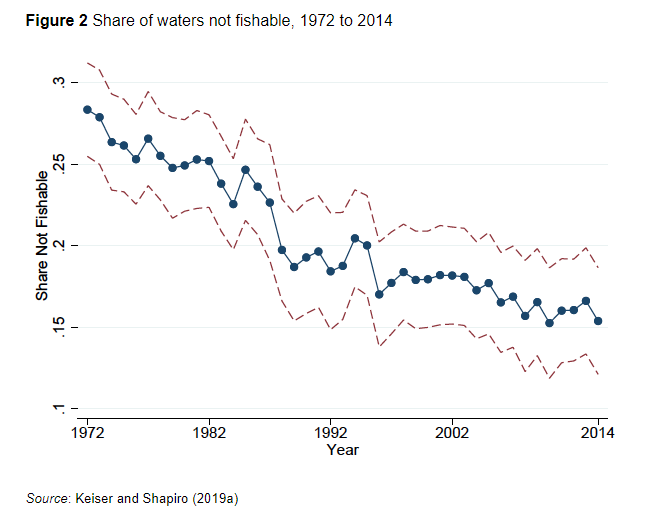 Figure 2 Share of waters not fishable, 1972 to 2014
Share Not Fishable
.3
.25
.2
.15
.1
1972 1982 1992 2002 2014
Year
Source: Keiser and Shapiro (2019a)